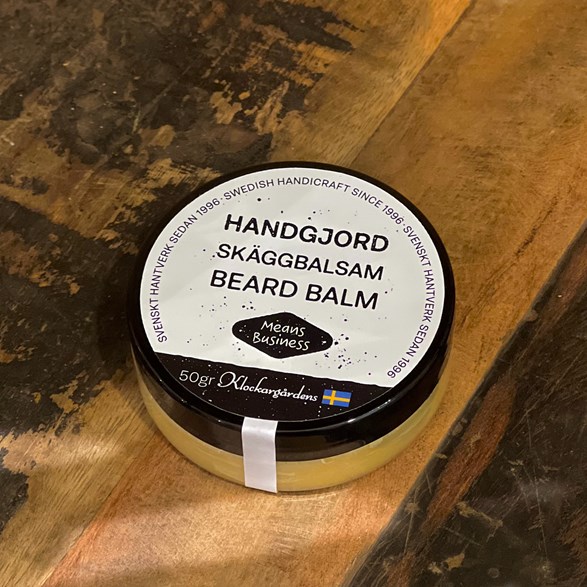 SVENSKT HANTVERK SEDAN 1996 · SWEDISH HANDICRAFT SINCE 1996 · SVENSKT HANTVERK SEDAN 1996
HANDGJORD
SKÄGGBALSAM
BEARD BALM
Means
Business
50gr Klockargårdens